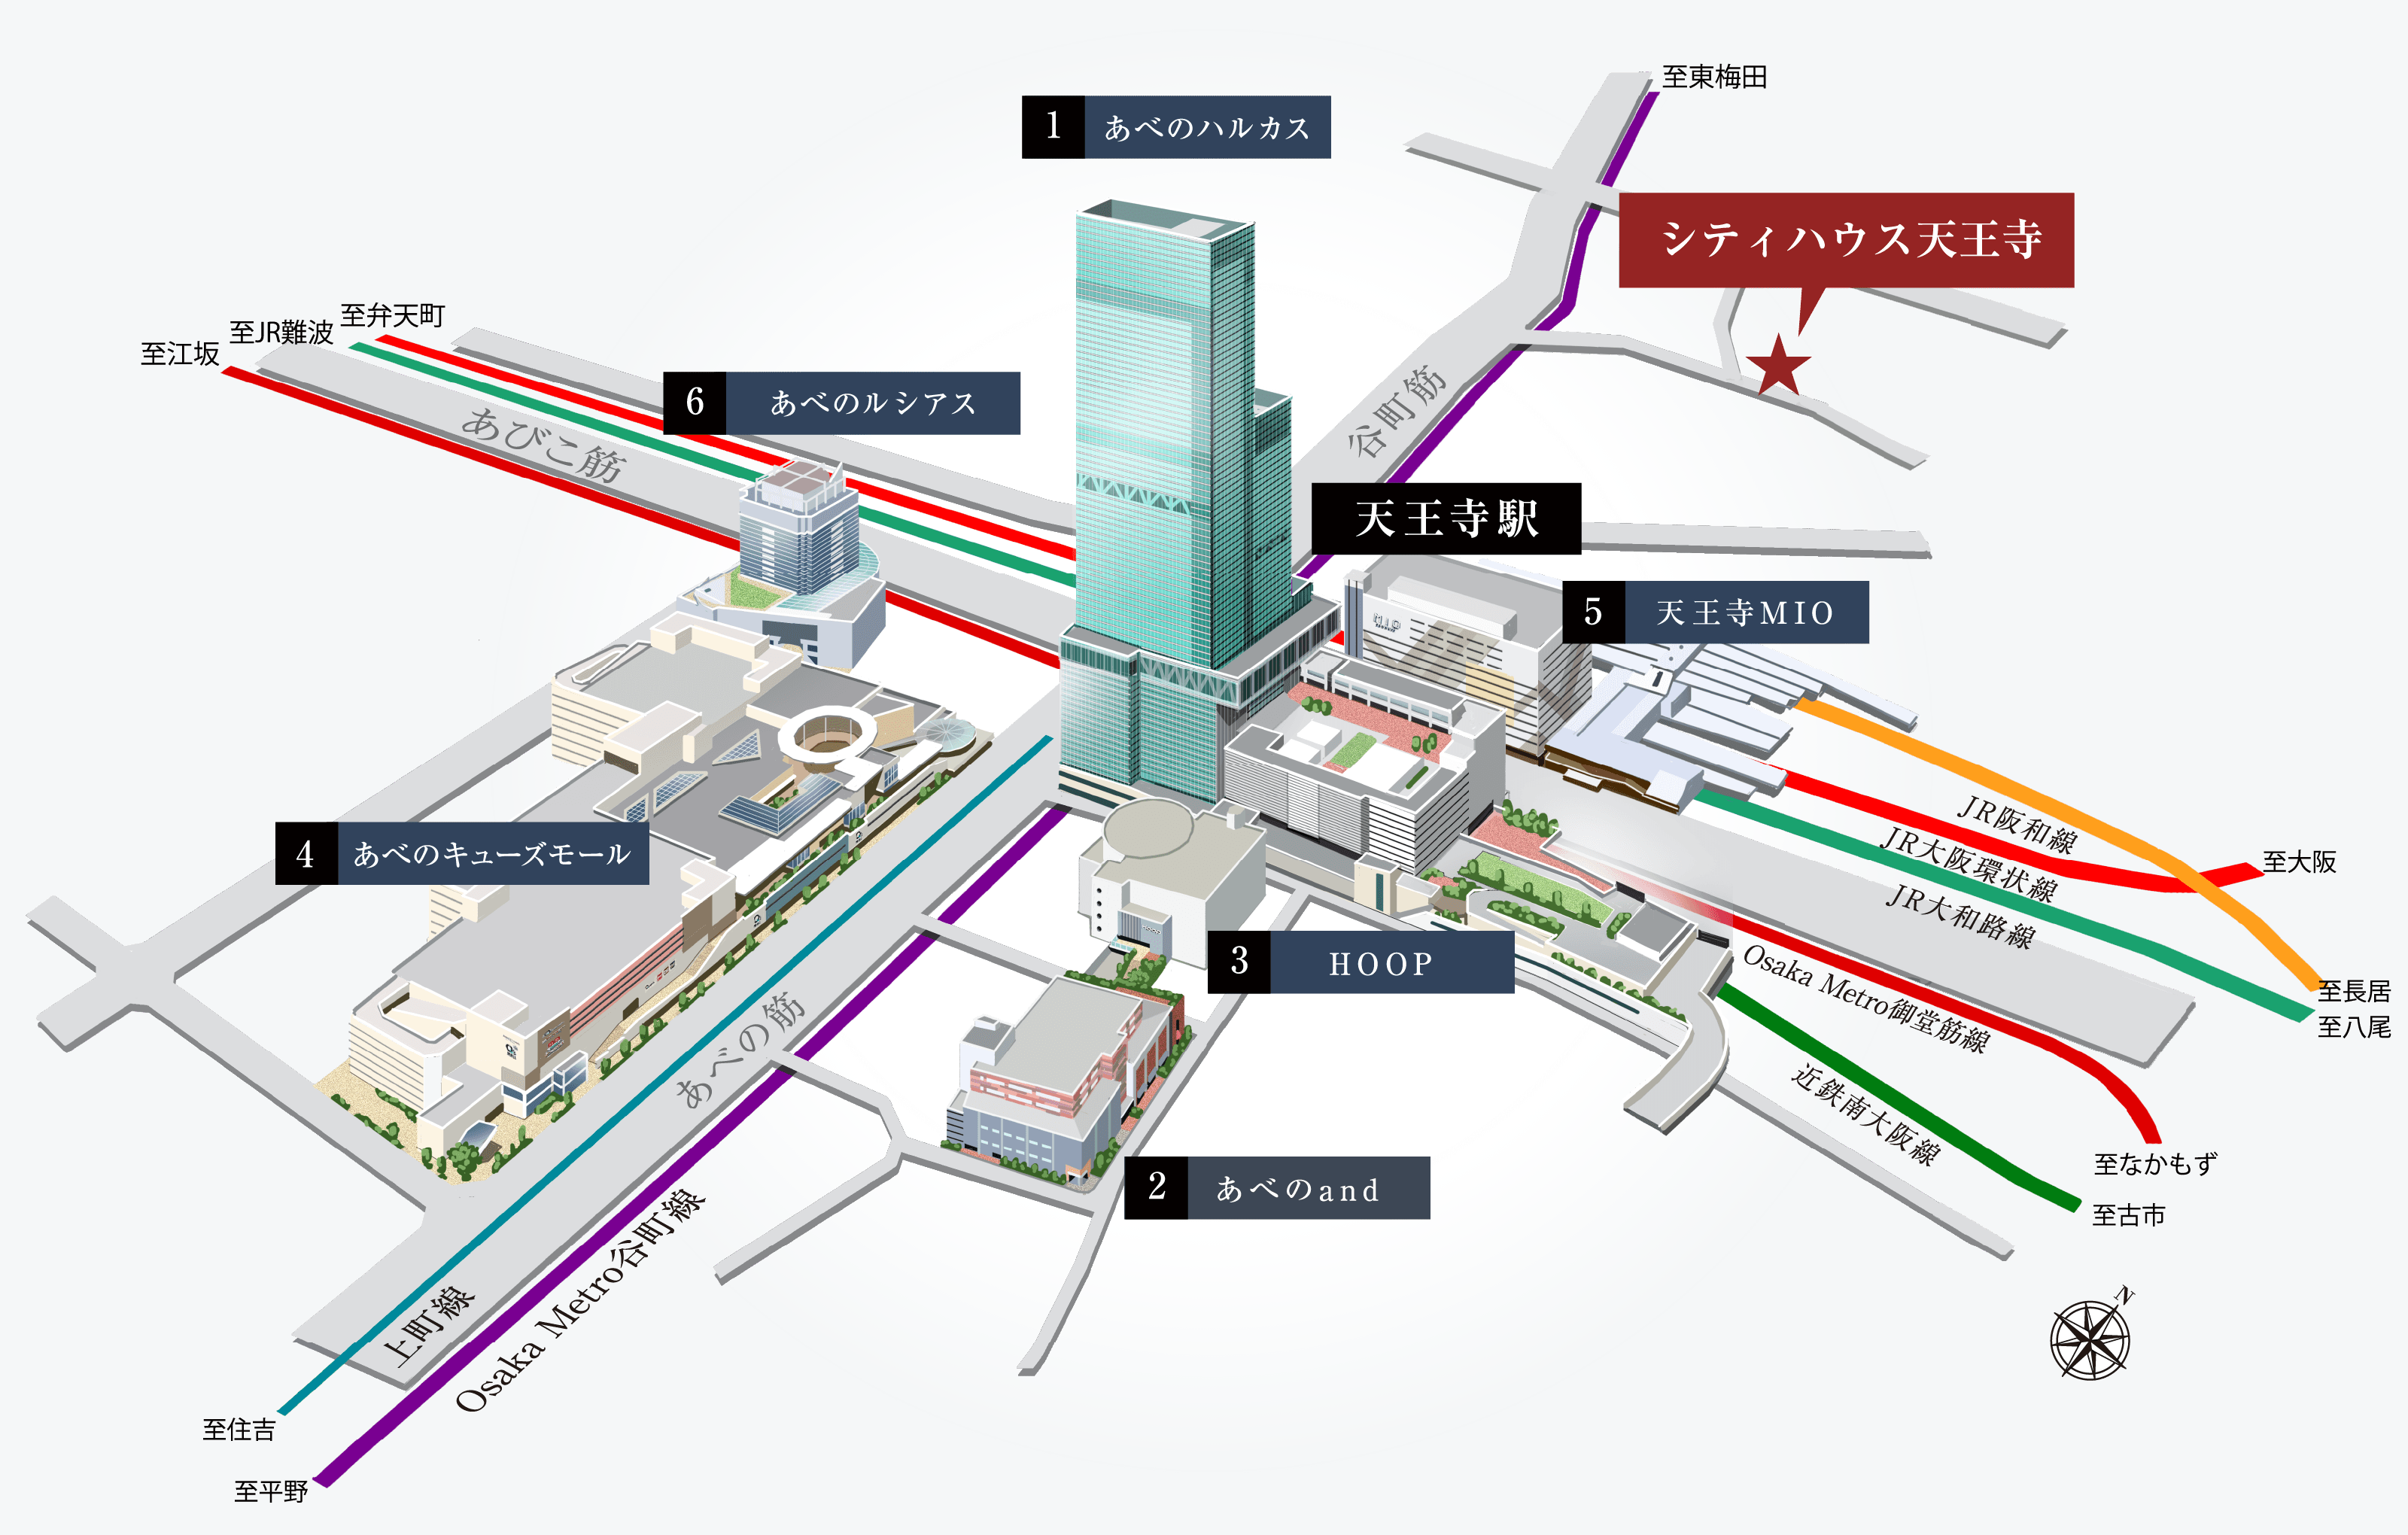 至東梅田
1 あべのハルカス
シティハウス天王寺
至弁天町
至JR難波
至江坂
6 あべのルシアス
あびこ筋
谷町筋
天王寺駅
5 天王寺MIO
MIO
4 あべのキューズモール
JR阪和線
JR大阪環状線
至大阪
JR大和路線
3 HOOP
Osaka Metro御堂筋線
至長居
至八尾
あべの筋
近鉄南大阪線
至なかもず
2 あべのand
至古市
Osaka Metro谷町線
上町線
N
至住吉
至平野